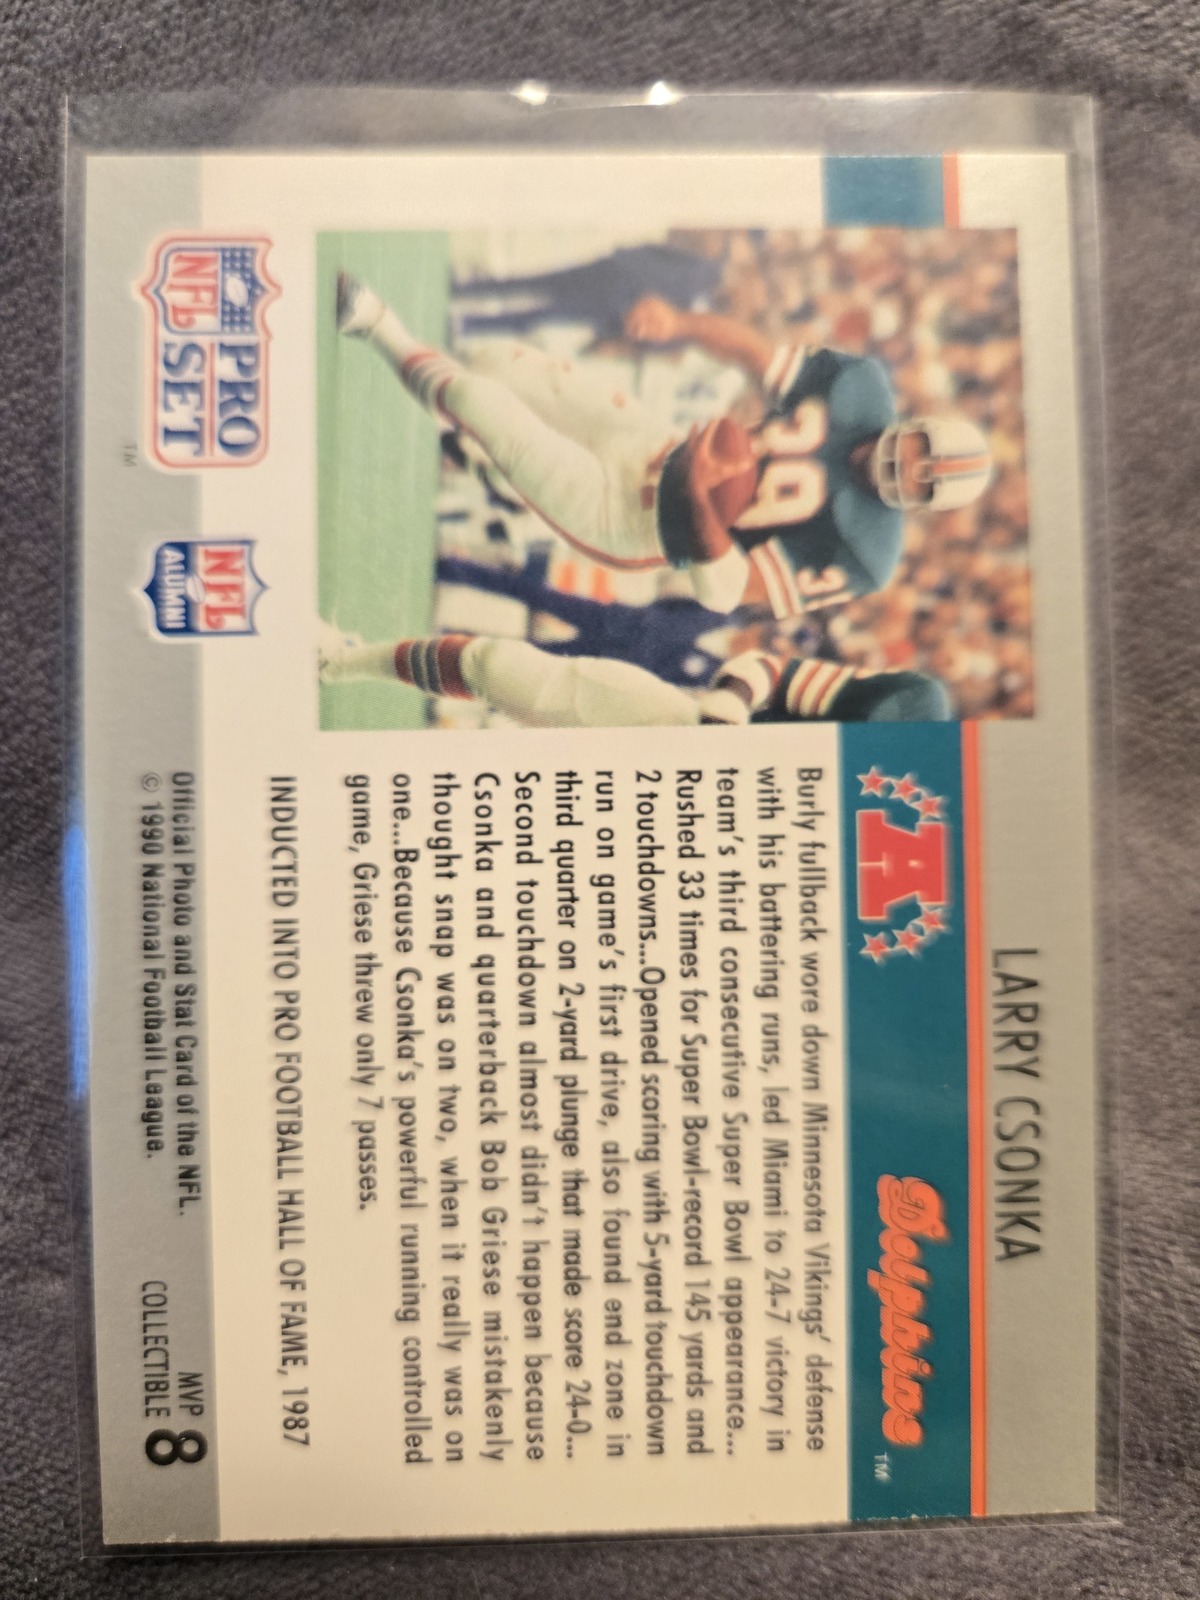 LARRY CSONKA
A
Dolphins TM
39
39
Burly fullback wore down Minnesota Vikings' defense
with his battering runs, led Miami to 24-7 victory in
team's third consecutive Super Bowl appearance...
Rushed 33 times for Super Bowl-record 145 yards and
2 touchdowns...Opened scoring with 5-yard touchdown
run on game's first drive, also found end zone in
third quarter on 2-yard plunge that made score 24-0...
Second touchdown almost didn't happen because
Csonka and quarterback Bob Griese mistakenly
thought snap was on two, when it really was on
one...Because Csonka's powerful running controlled
game, Griese threw only 7 passes.
INDUCTED INTO PRO FOOTBALL HALL OF FAME, 1987
NFL PRO SET TM
NFL ALUMNI
Official Photo and Stat Card of the NFL.
© 1990 National Football League.
MVP
COLLECTIBLE 8